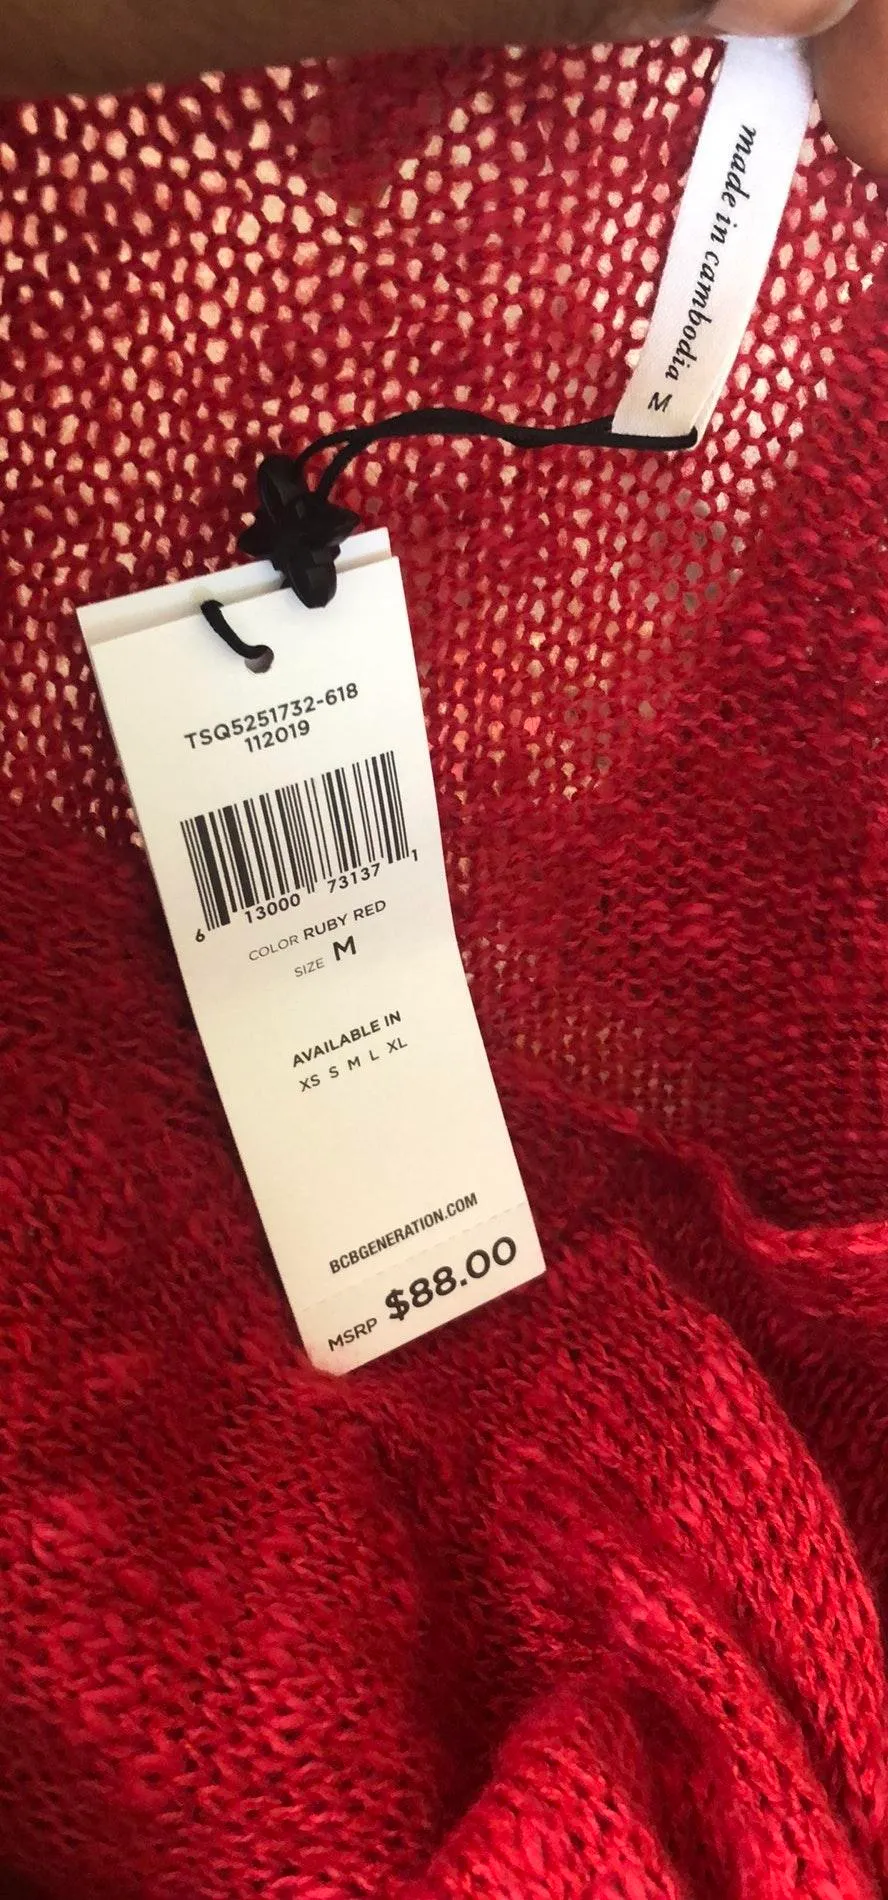 made in cambodia M
TSQ5251732-618
112019
6 13000 73137 1
COLOR RUBY RED
SIZE M
AVAILABLE IN
XS S M L XL
BCBGENERATION.COM
MSRP $88.00